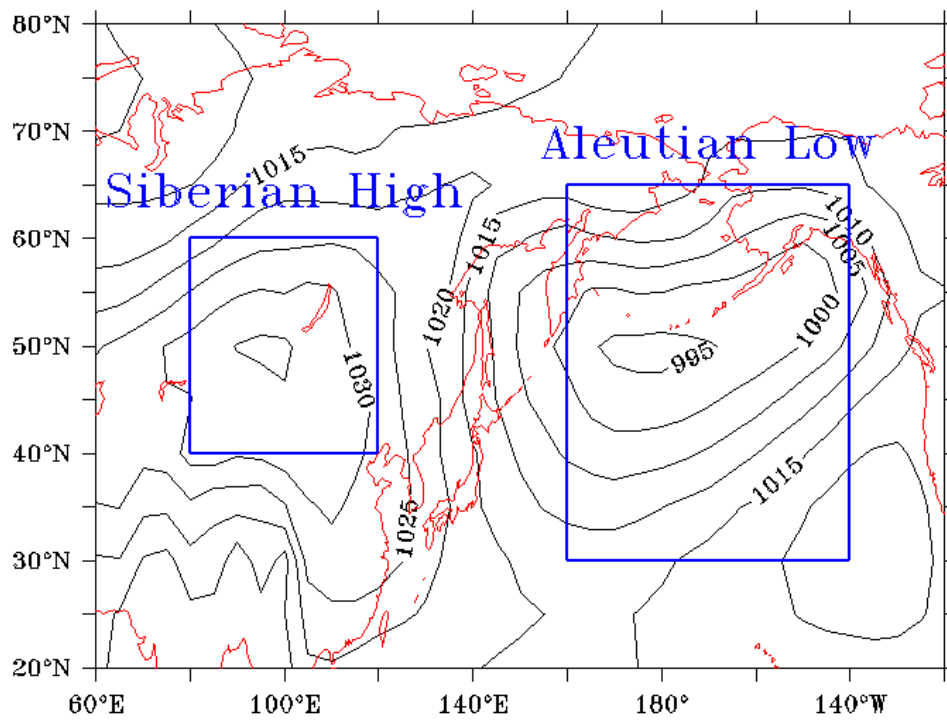 80°N
70°N
60°N
50°N
40°N
30°N
20°N
60°E
100°E
140°E
180°
140°W
Aleutian Low
Siberian High
1015
1015
1020
1010
1005
1000
995
1030
1015
1025